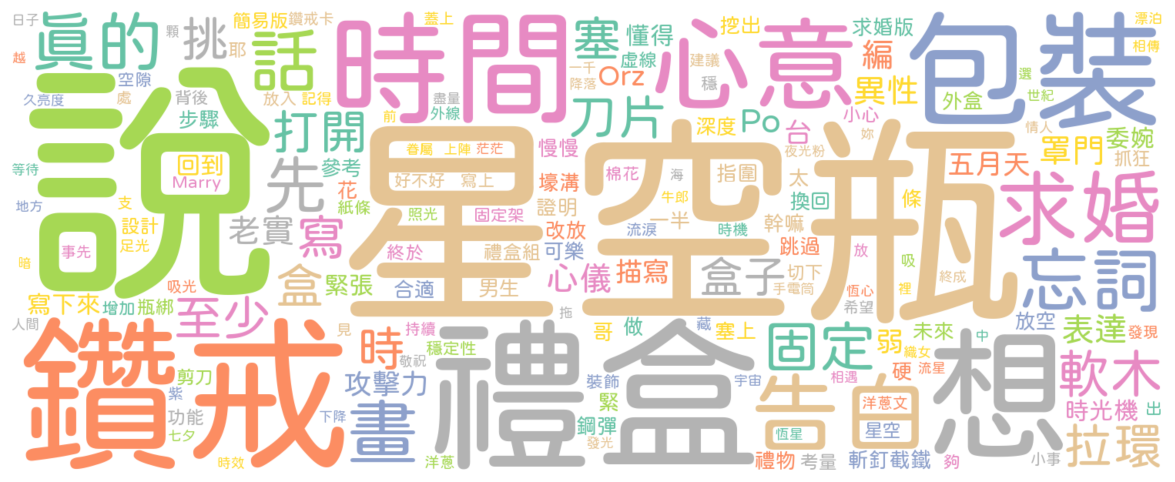 日子
真的
顆
挑
耶
簡易版
鑽戒卡
蓋上
時間
塞
懂得
挖出
求婚版
漂泊
越
話
虛線
心意
編
包裝
相傳
久亮度
空隙
處
背後
放入
記得
一千
降落
Orz
建議
穩
異性
外盒
選
世紀
說
步驟
打開
盡量
外線
刀片
深度
Po
台
小心
妳
情人
委婉
罩門
抓狂
前
眷屬
上陣
茫茫
慢慢
夜光粉
等待
回到
Marry
先
參考
花
紙條
好不好
寫上
壕溝
棉花
海
指圍
太
五月天
地方
支
設計
足光
老實
寫
星空瓶
照光
固定架
證明
改放
牛郎
一半
時機
流淚
換回
條
求婚
事先
暗
吸光
終於
禮盒組
可樂
幹嘛
跳過
放
吸
忘詞
盒
緊張
合適
男生
心儀
描寫
盒子
切下
手電筒
恆心
希望
裡
終成
寫下來
增加
瓶綁
至少
人間
見
持續
拖
哥
做
藏
塞上
固定
弱
未來
中
放空
表達
發現
鑽戒
時
敬祝
穩定性
禮盒
織女
流星
想
剪刀
紫
攻擊力
裝飾
宇宙
相遇
硬
軟木
功能
七夕
下降
畫
緊
鋼彈
發光
告白
洋蔥文
恆星
星空
時光機
出
拉環
時效
洋蔥
禮物
考量
斬釘截鐵
夠
小事